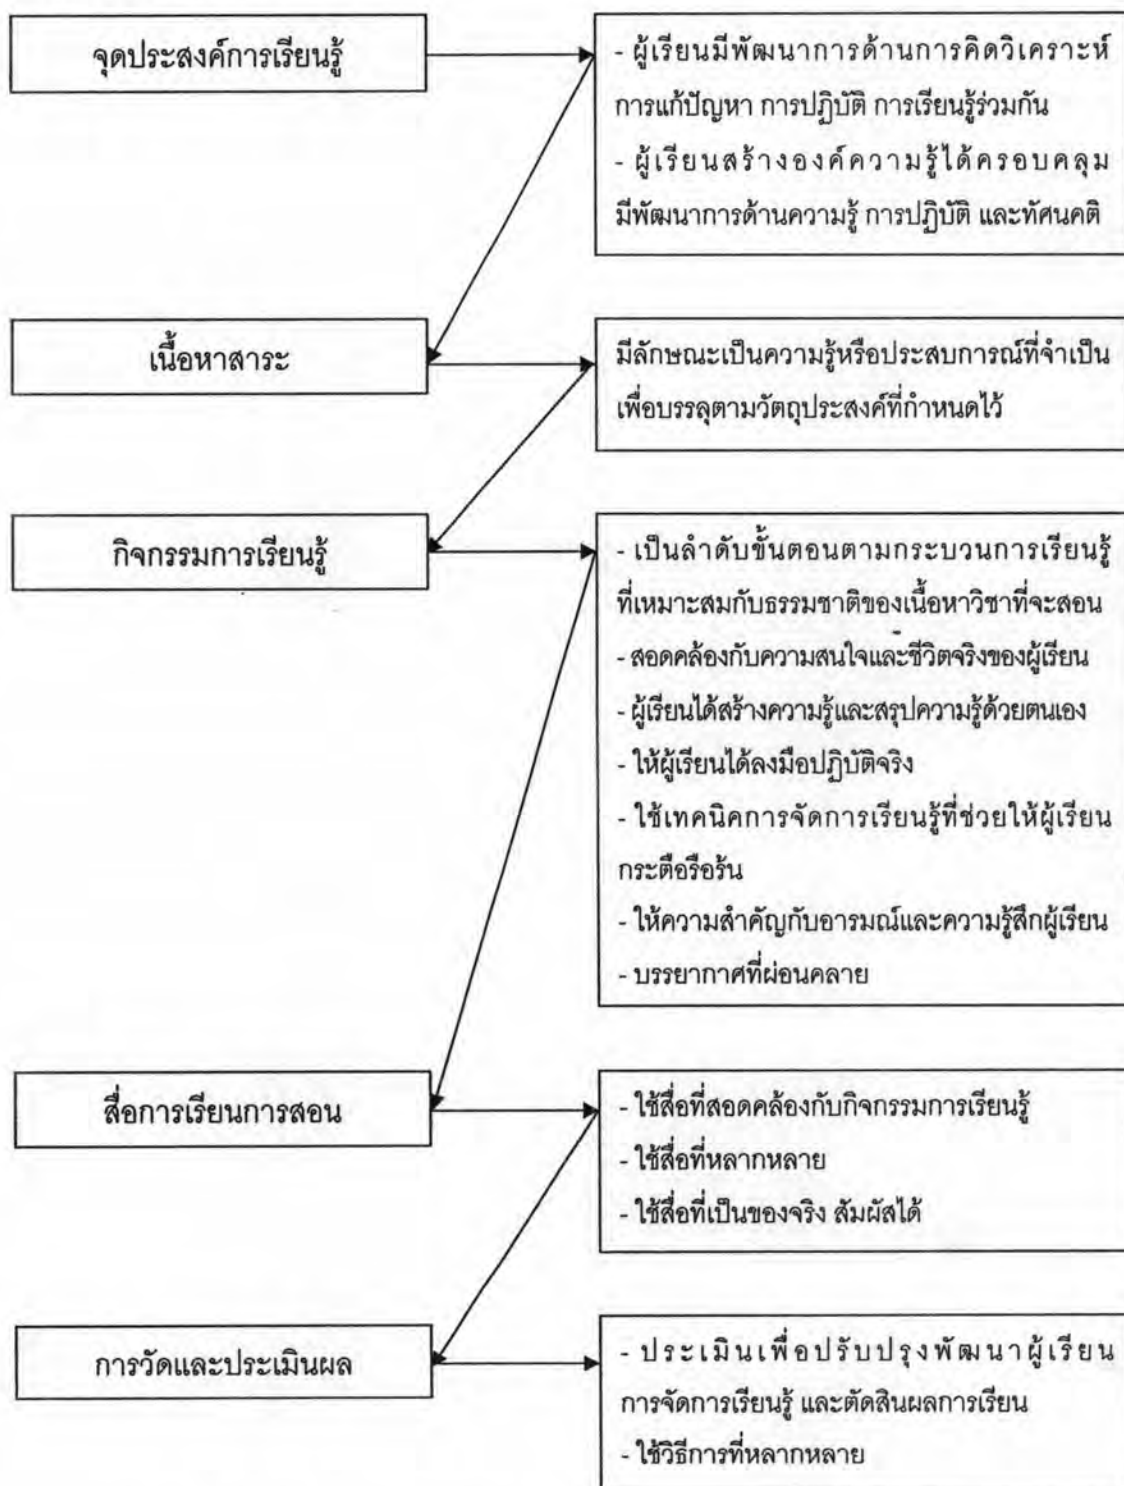 จุดประสงค์การเรียนรู้
- ผู้เรียนมีพัฒนาการด้านการคิดวิเคราะห์
การแก้ปัญหา การปฏิบัติ การเรียนรู้ร่วมกัน
- ผู้เรียนสร้างองค์ความรู้ได้ครอบคลุม
มีพัฒนาการด้านความรู้ การปฏิบัติ และทัศนคติ
เนื้อหาสาระ
มีลักษณะเป็นความรู้หรือประสบการณ์ที่จำเป็น
เพื่อบรรลุตามวัตถุประสงค์ที่กำหนดไว้
กิจกรรมการเรียนรู้
- เป็นลำดับขั้นตอนตามกระบวนการเรียนรู้
ที่เหมาะสมกับธรรมชาติของเนื้อหาวิชาที่จะสอน
- สอดคล้องกับความสนใจและชีวิตจริงของผู้เรียน
- ผู้เรียนได้สร้างความรู้และสรุปความรู้ด้วยตนเอง
- ให้ผู้เรียนได้ลงมือปฏิบัติจริง
- ใช้เทคนิคการจัดการเรียนรู้ที่ช่วยให้ผู้เรียน
กระตือรือร้น
- ให้ความสำคัญกับอารมณ์และความรู้สึกผู้เรียน
- บรรยากาศที่ผ่อนคลาย
สื่อการเรียนการสอน
- ใช้สื่อที่สอดคล้องกับกิจกรรมการเรียนรู้
- ใช้สื่อที่หลากหลาย
- ใช้สื่อที่เป็นของจริง สัมผัสได้
การวัดและประเมินผล
- ประเมินเพื่อปรับปรุงพัฒนาผู้เรียน
การจัดการเรียนรู้ และตัดสินผลการเรียน
- ใช้วิธีการที่หลากหลาย